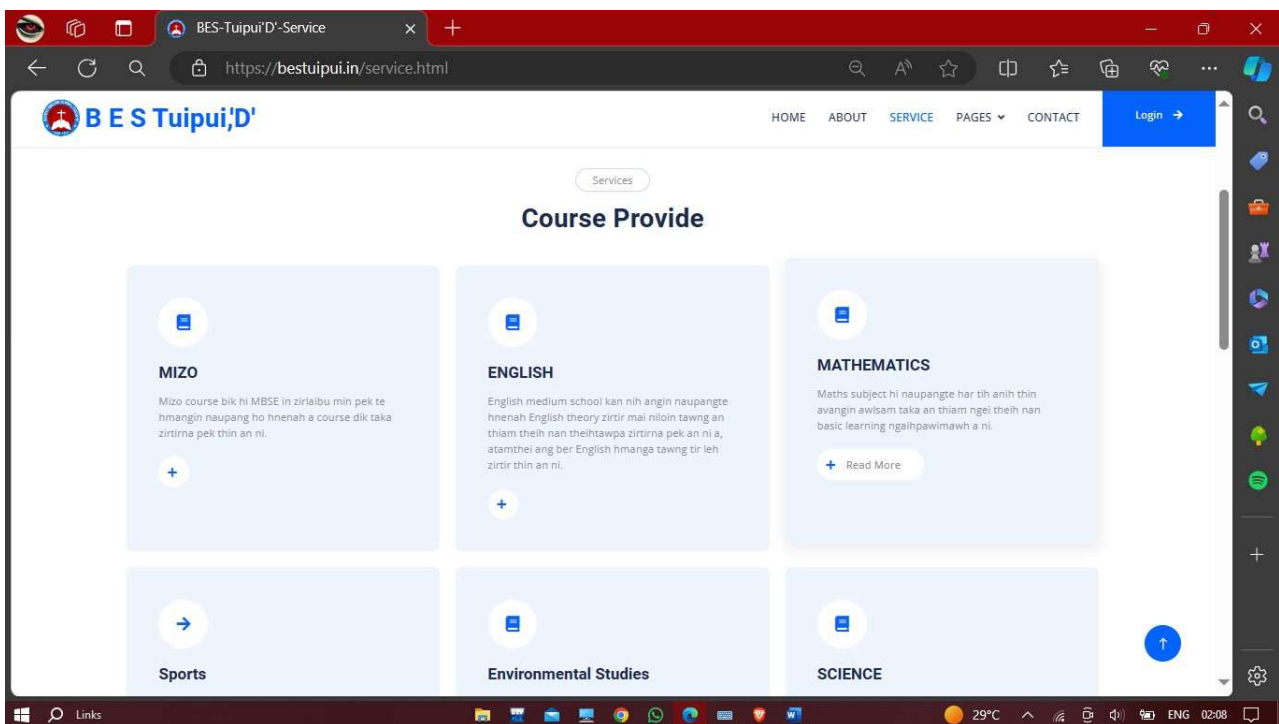 BES-Tuipui'D'-Service
https://bestuipui.in/service.html
B E S Tuipui,'D'
HOME ABOUT SERVICE PAGES CONTACT Login
Services
Course Provide
MIZO
Mizo course bik hi MBSE in zirlaibu min pek te
hmangin naupang ho hnenah a course dik taka
zirtirna pek thin an ni.
ENGLISH
English medium school kan nih angin naupangte
hnenah English theory zirtir mai niloin tawng an
thiam theih nan theihtawpa zirtirna pek an ni a,
atamthei ang ber English hmanga tawng tir leh
zirtir thin an ni.
MATHEMATICS
Maths subject hi naupangte har tih anih thin
avangin awlsam taka an thiam ngei theih nan
basic learning ngaihpawimawh a ni.
+ Read More
Sports
Environmental Studies
SCIENCE
Links
29°C ENG 02:08